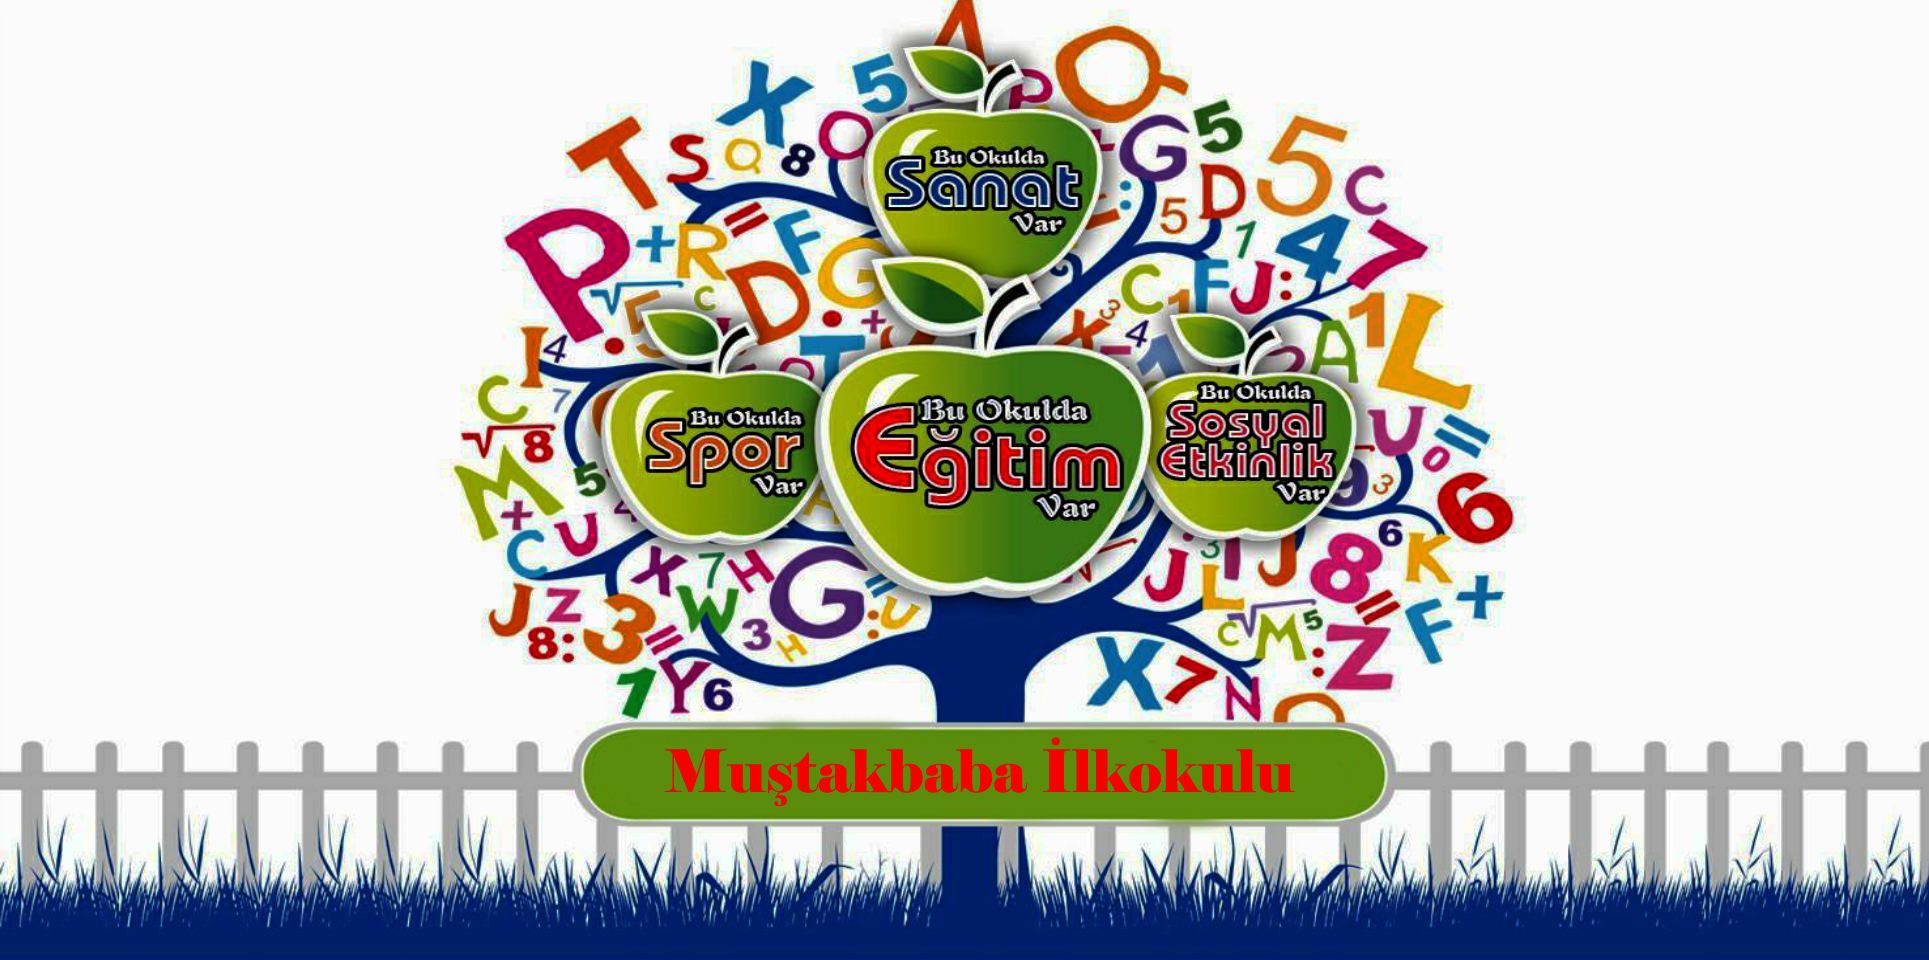 Bu Okulda
Sanat
Var
Bu Okulda
Spor
Var
Bu Okulda
Eğitim
Var
Bu Okulda
Sosyal
Etkinlik
Var
Muştakbaba İlkokulu